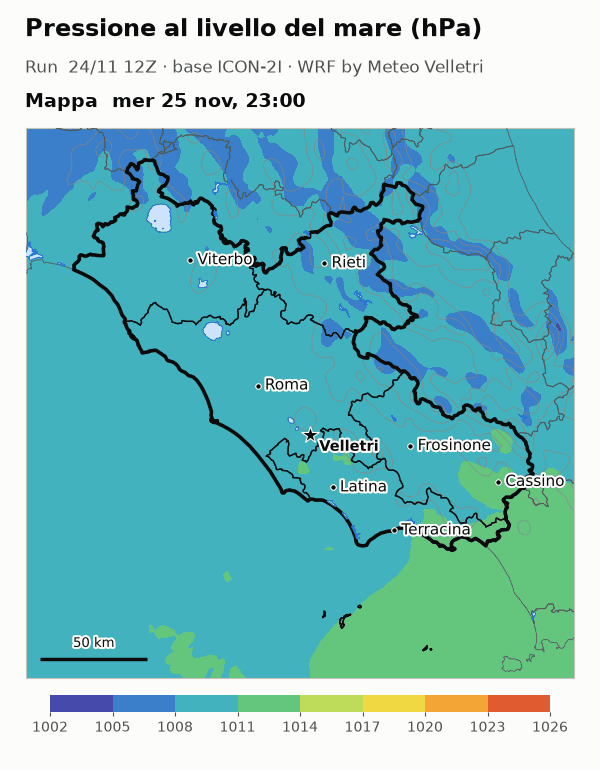 Pressione al livello del mare (hPa)
Run  24/11 12Z · base ICON-2I · WRF by Meteo Velletri
Mappa  mer 25 nov, 23:00
Viterbo
Rieti
Roma
Velletri
Frosinone
Cassino
Latina
Terracina
50 km
1002 1005 1008 1011 1014 1017 1020 1023 1026